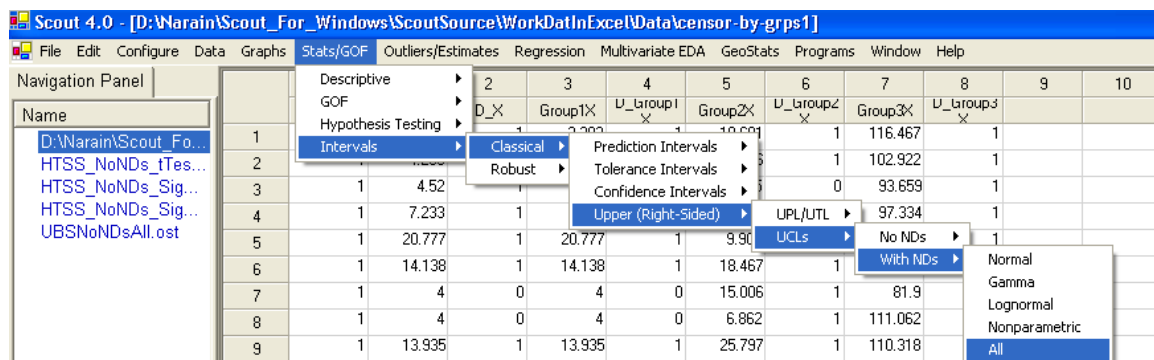 Scout 4.0 - [D:\Narain\Scout_For_Windows\ScoutSource\WorkDatInExcel\Data\censor-by-grps1]
File Edit Configure Data Graphs Stats/GOF Outliers/Estimates Regression Multivariate EDA GeoStats Programs Window Help
Navigation Panel
Name
D:\Narain\Scout_Fo...
HTSS_NoNDs_tTes...
HTSS_NoNDs_Sig...
HTSS_NoNDs_Sig...
UBSNoNDsAll.ost
Descriptive
GOF
Hypothesis Testing
Intervals
Classical
Robust
Prediction Intervals
Tolerance Intervals
Confidence Intervals
Upper (Right-Sided)
UPL/UTL
UCLs
No NDs
With NDs
Normal
Gamma
Lognormal
Nonparametric
All
2 3 4 5 6 7 8 9 10
D_X Group1X D_Group1X Group2X D_Group2X Group3X D_Group3X
1 1 116.467 1
2 1 102.922 1
3 1 4.52 0 93.659 1
4 1 7.233 1 97.334 1
5 1 20.777 1 20.777 1 1
6 1 14.138 1 14.138 1 18.467 1
7 1 4 0 4 0 15.006 1 81.9
8 1 4 0 4 0 6.862 1 111.062
9 1 13.935 1 13.935 1 25.797 1 110.318